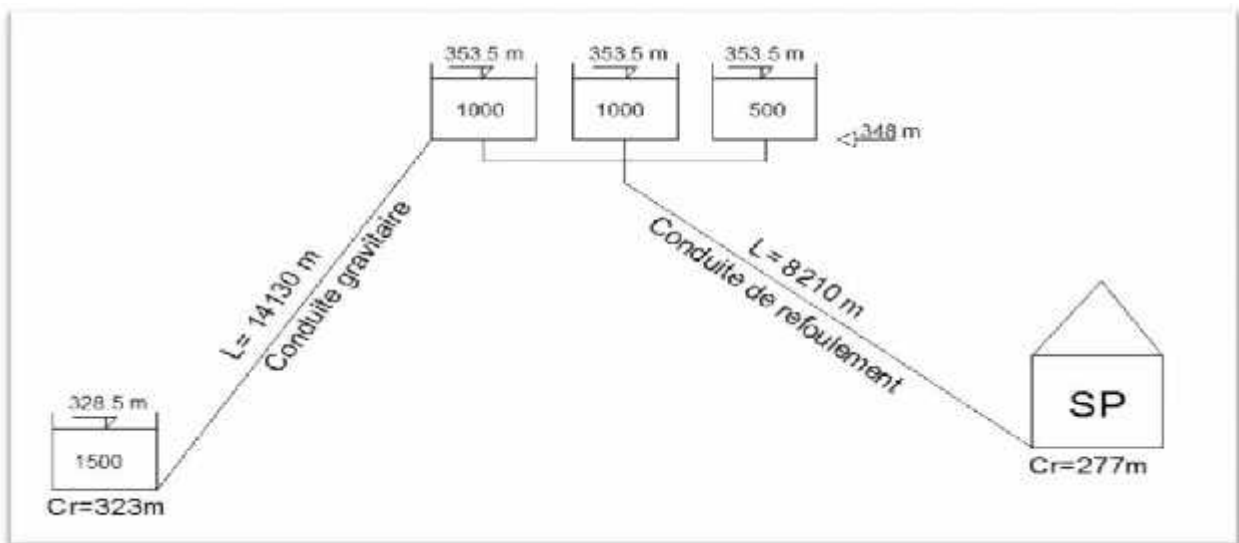 353.5 m
353.5 m
353.5 m
1000
1000
500
348 m
L= 14130 m
Conduite gravitaire
L= 8210 m
Conduite de refoulement
328.5 m
1500
Cr=323m
SP
Cr=277m